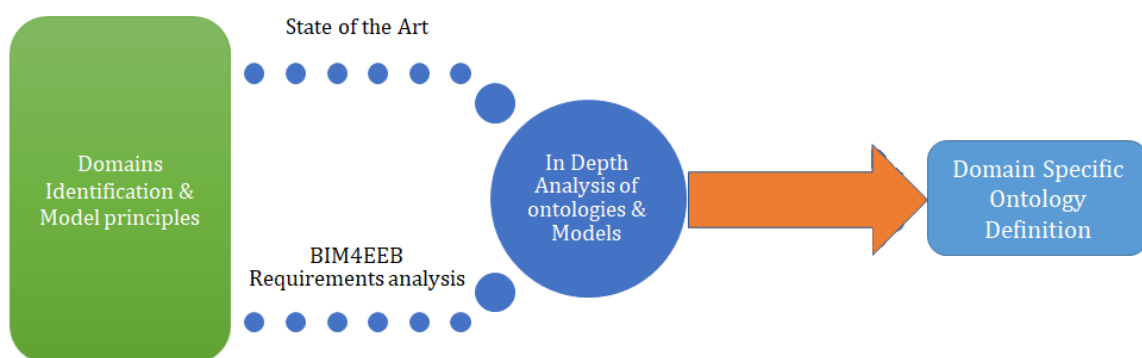 State of the Art
Domains
Identification &
Model principles
In Depth
Analysis of
ontologies &
Models
Domain Specific
Ontology
Definition
BIM4EEB
Requirements analysis